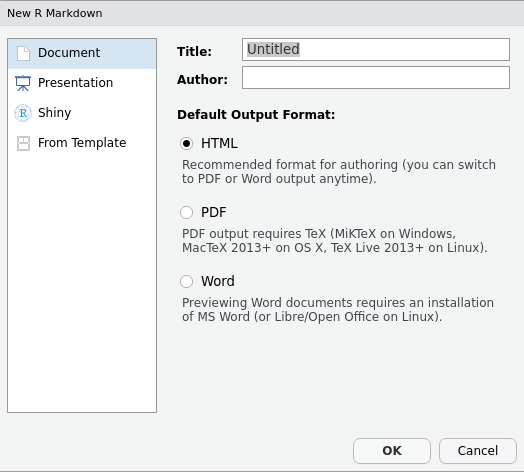 New R Markdown
Document
Presentation
Shiny
From Template
Title: Untitled
Author:
Default Output Format:
HTML
Recommended format for authoring (you can switch
to PDF or Word output anytime).
PDF
PDF output requires TeX (MiKTeX on Windows,
MacTeX 2013+ on OS X, TeX Live 2013+ on Linux).
Word
Previewing Word documents requires an installation
of MS Word (or Libre/Open Office on Linux).
OK Cancel